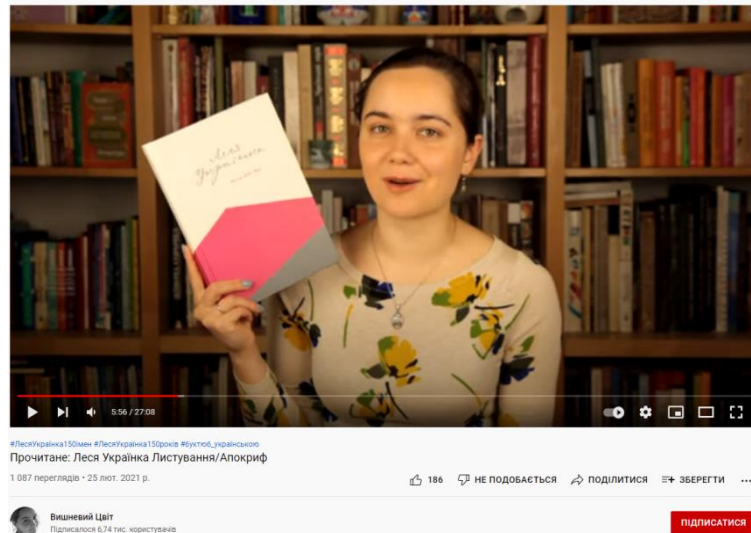 Леся
Українка
5:56 / 27:08
#ЛесяУкраїнка150імен #ЛесяУкраїнка150років #буктюб_українською
Прочитане: Леся Українка Листування/Апокриф
1 087 переглядів • 25 лют. 2021 р.
186 НЕ ПОДОБАЄТЬСЯ ПОДІЛИТИСЯ ЗБЕРЕГТИ ...
Вишневий Цвіт
Підписалося 6,74 тис. користувачів
ПІДПИСАТИСЯ